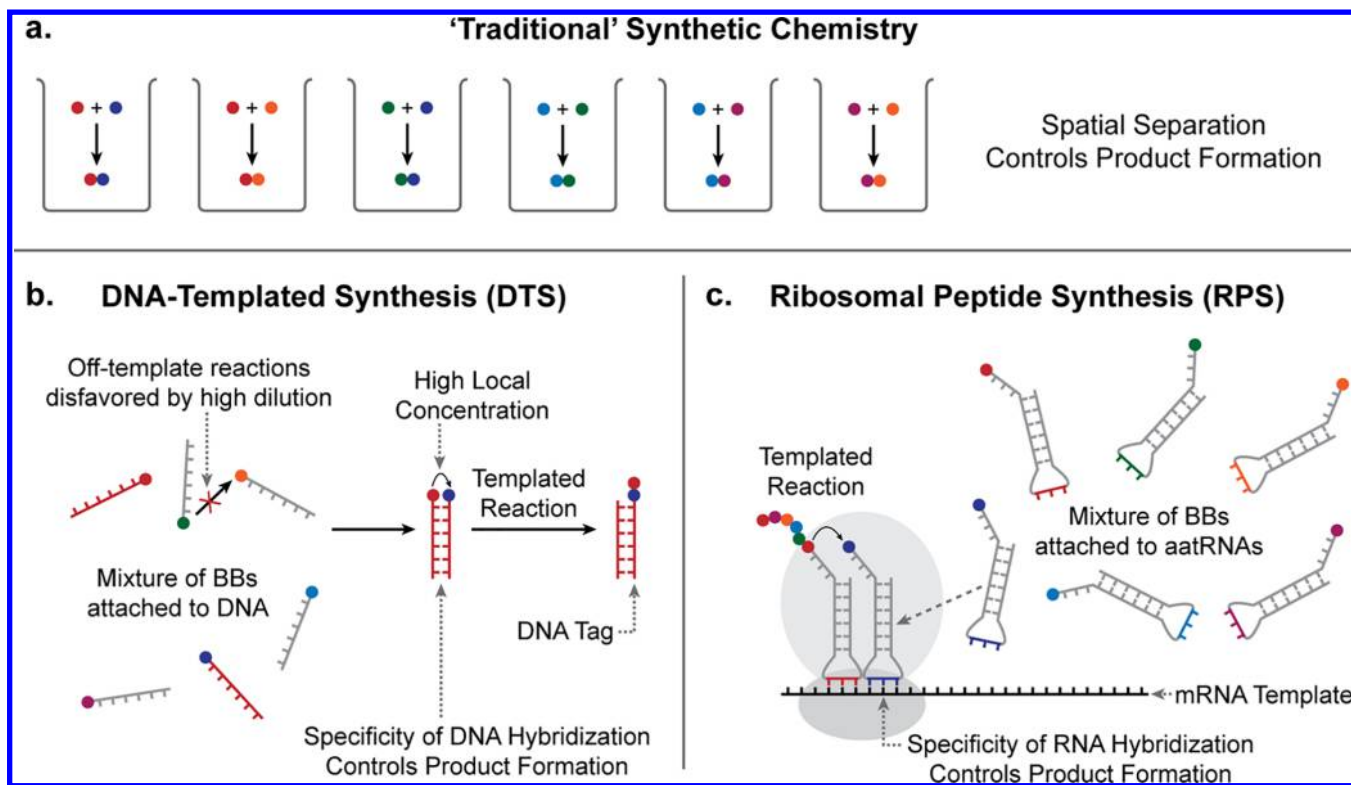 a.
'Traditional' Synthetic Chemistry
+
+
+
+
+
+
Spatial Separation
Controls Product Formation
b.
DNA-Templated Synthesis (DTS)
Off-template reactions
disfavored by high dilution
High Local
Concentration
Templated
Reaction
Mixture of BBs
attached to DNA
DNA Tag
Specificity of DNA Hybridization
Controls Product Formation
c.
Ribosomal Peptide Synthesis (RPS)
Templated
Reaction
Mixture of BBs
attached to aatRNAs
mRNA Template
Specificity of RNA Hybridization
Controls Product Formation